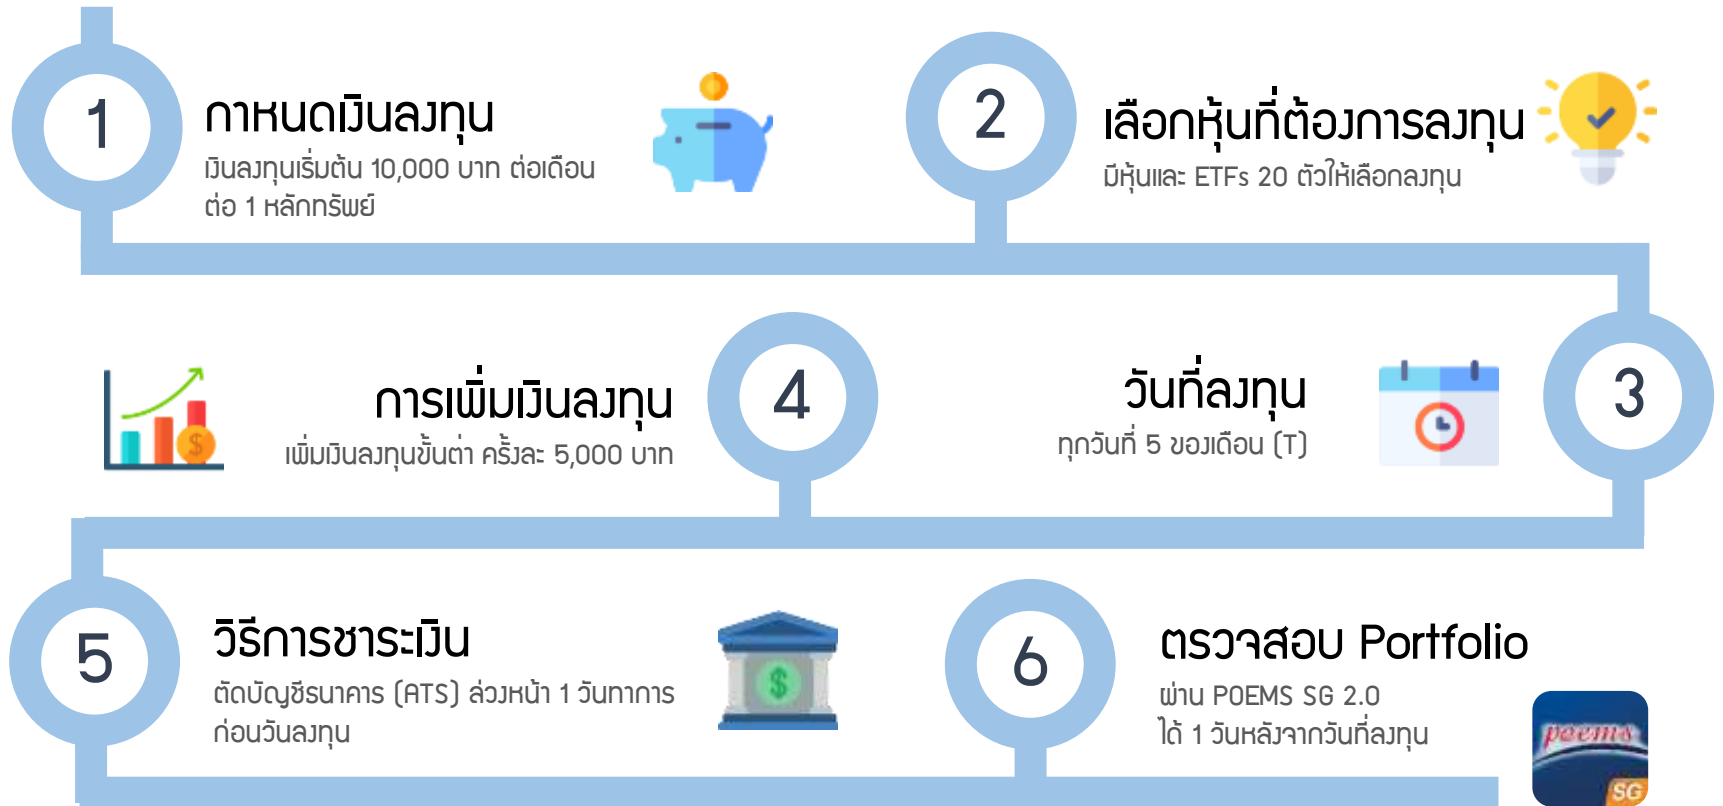 1
กาหนดเงินลงทุน
เงินลงทุนเริ่มต้น 10,000 บาท ต่อเดือน
ต่อ 1 หลักทรัพย์
2
เลือกหุ้นที่ต้องการลงทุน
มีหุ้นและ ETFs 20 ตัวให้เลือกลงทุน
3
วันที่ลงทุน
ทุกวันที่ 5 ของเดือน (T)
4
การเพิ่มเงินลงทุน
เพิ่มเงินลงทุนขั้นต่า ครั้งละ 5,000 บาท
5
วิธีการชาระเงิน
ตัดบัญชีธนาคาร (ATS) ล่วงหน้า 1 วันทาการ
ก่อนวันลงทุน
6
ตรวจสอบ Portfolio
ผ่าน POEMS SG 2.0
ได้ 1 วันหลังจากวันที่ลงทุน
poems
SG